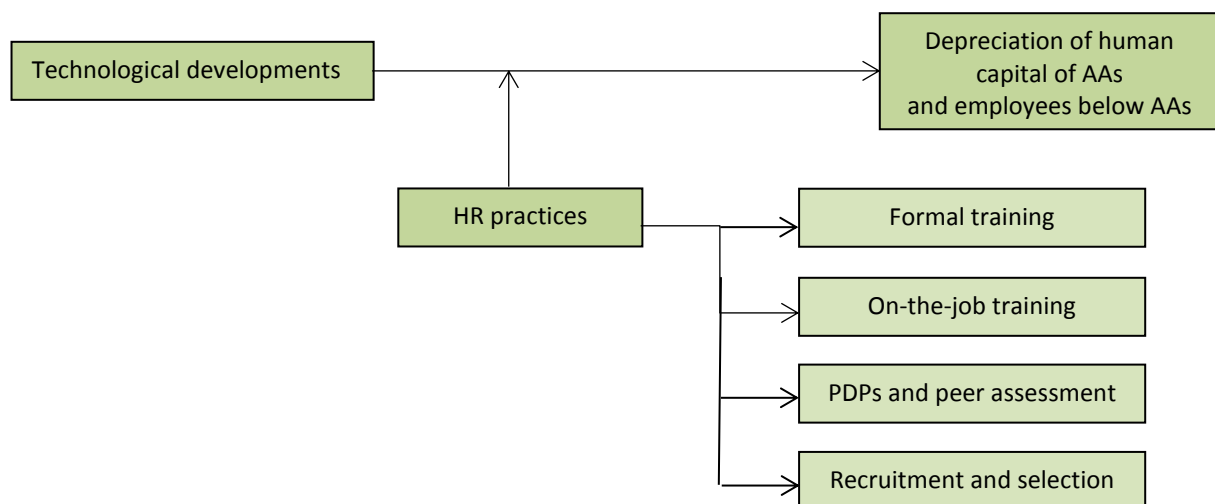 Technological developments
Depreciation of human
capital of AAs
and employees below AAs
HR practices
Formal training
On-the-job training
PDPs and peer assessment
Recruitment and selection